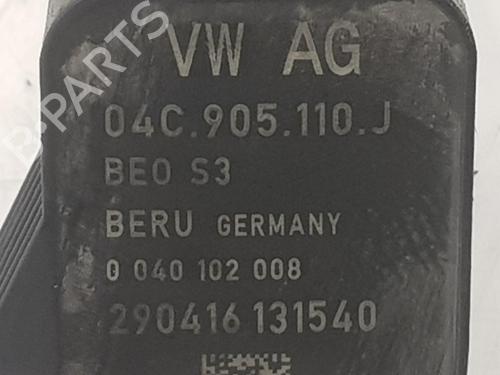 VW AG
04C.905.110.J
BEO S3
BERU GERMANY
0 040 102 008
290416 131540
B-PARTS